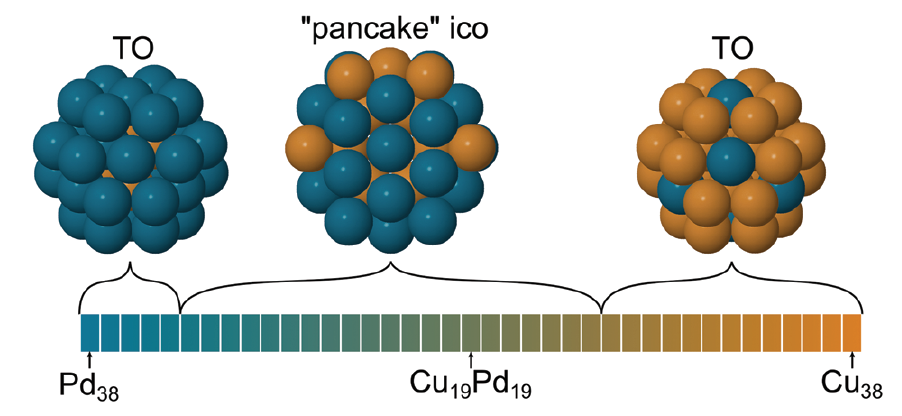 TO
"pancake" ico
TO
Pd₃₈
Cu₁₉Pd₁₉
Cu₃₈